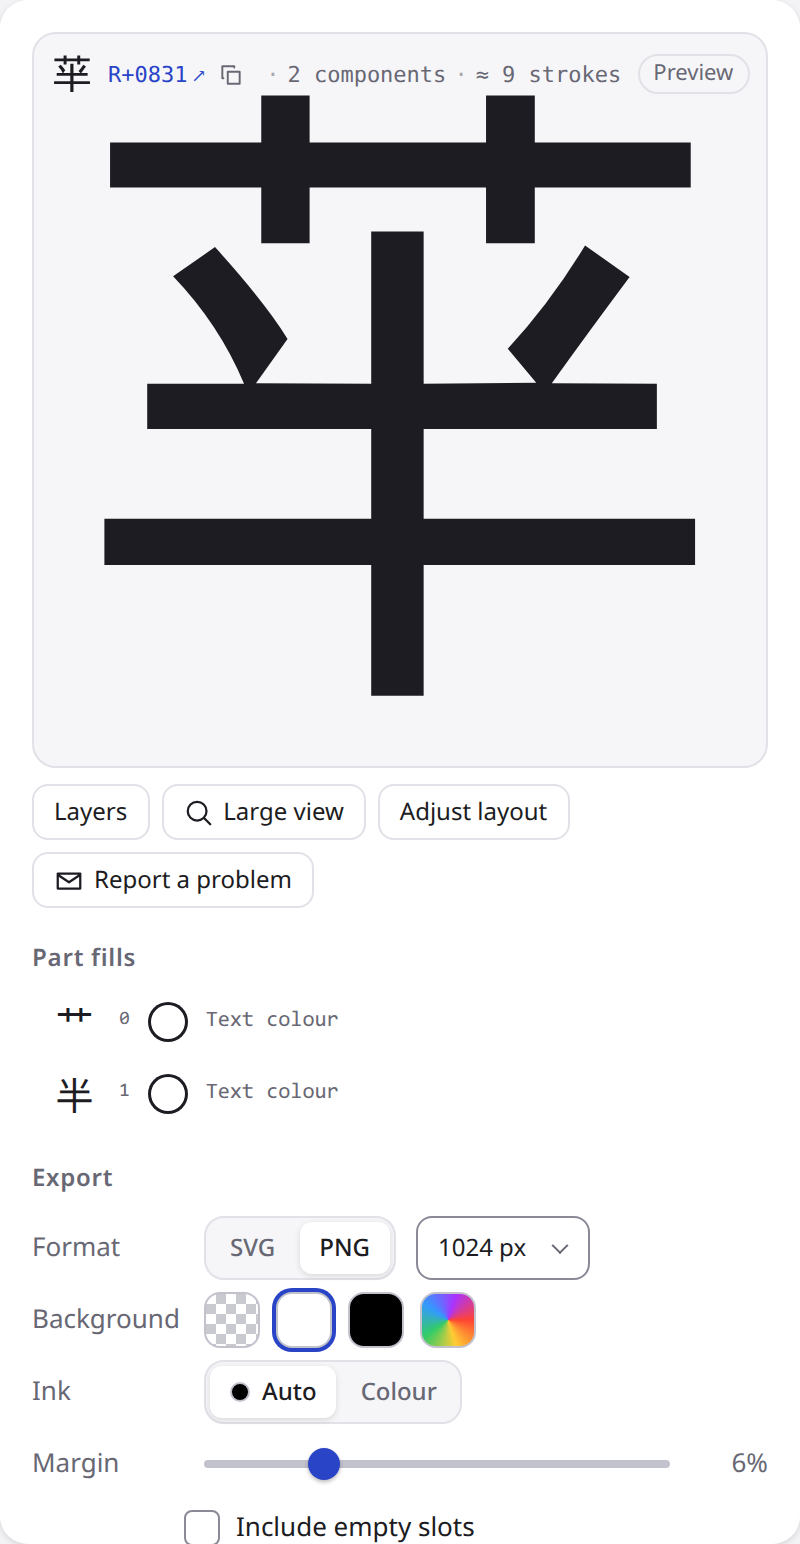 𦬠 R+0831↗ · 2 components · ≈ 9 strokes Preview
Layers Large view Adjust layout
Report a problem
Part fills
艹 0 Text colour
半 1 Text colour
Export
Format SVG PNG 1024 px
Background
Ink Auto Colour
Margin 6%
Include empty slots